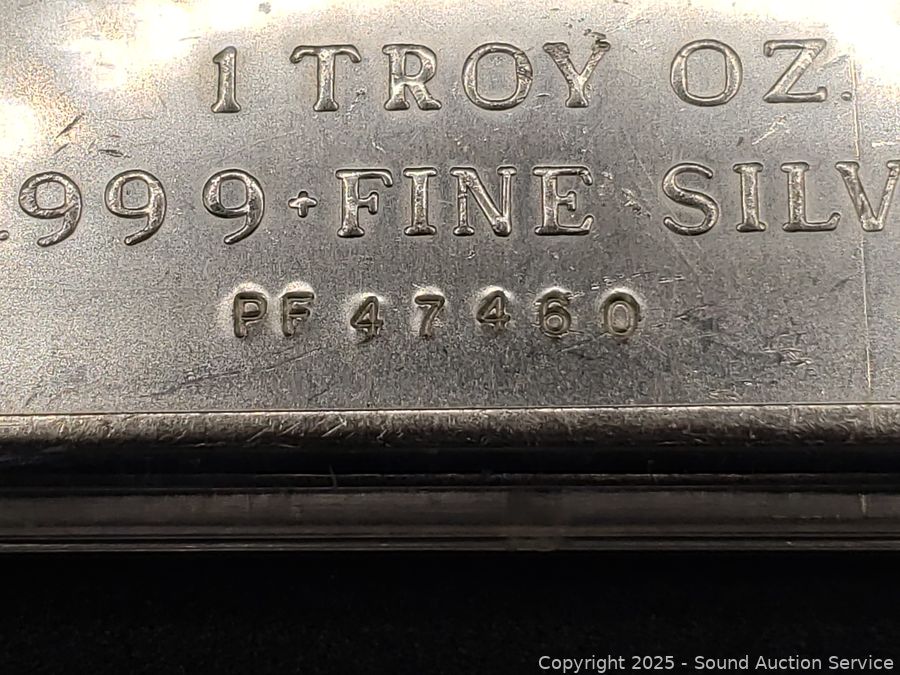 1 TROY OZ.
.999+FINE SILV
PF 47460
Copyright © 2025 - Sound Auction Service